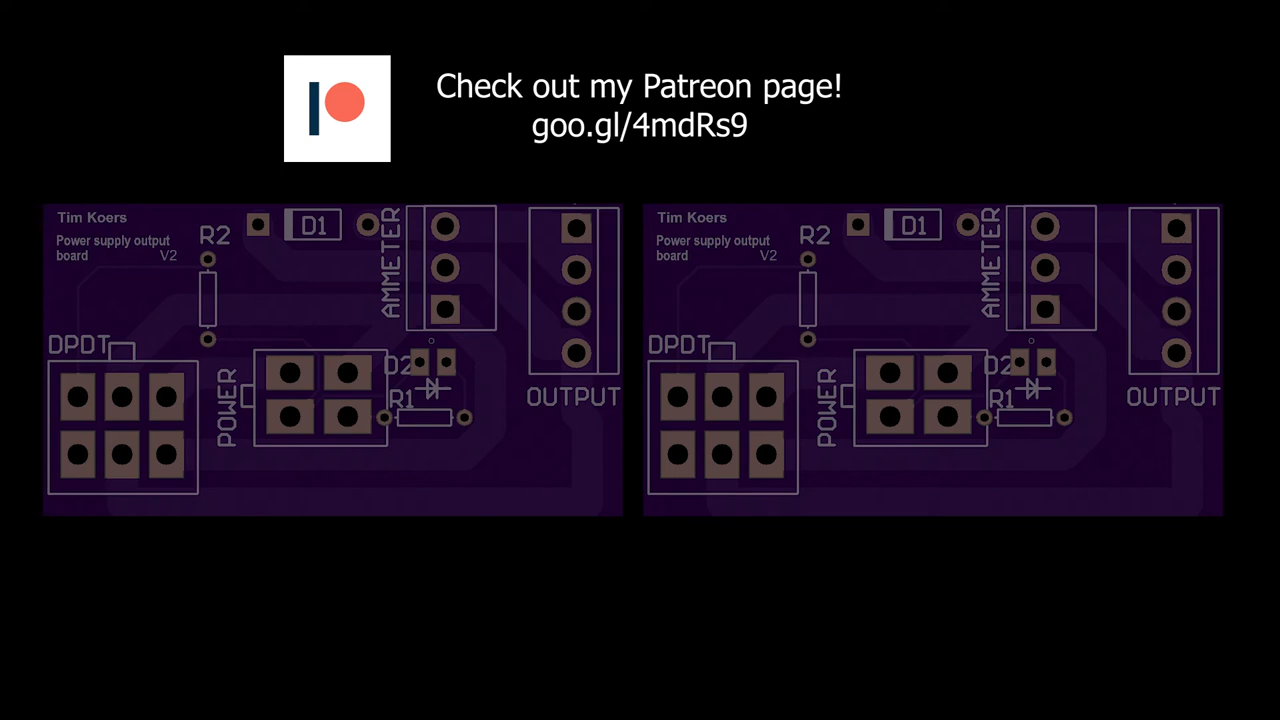 Check out my Patreon page!
goo.gl/4mdRs9
Tim Koers
Power supply output
board V2
R2
D1
AMMETER
DPDT
POWER
D2
R1
OUTPUT
Tim Koers
Power supply output
board V2
R2
D1
AMMETER
DPDT
POWER
D2
R1
OUTPUT